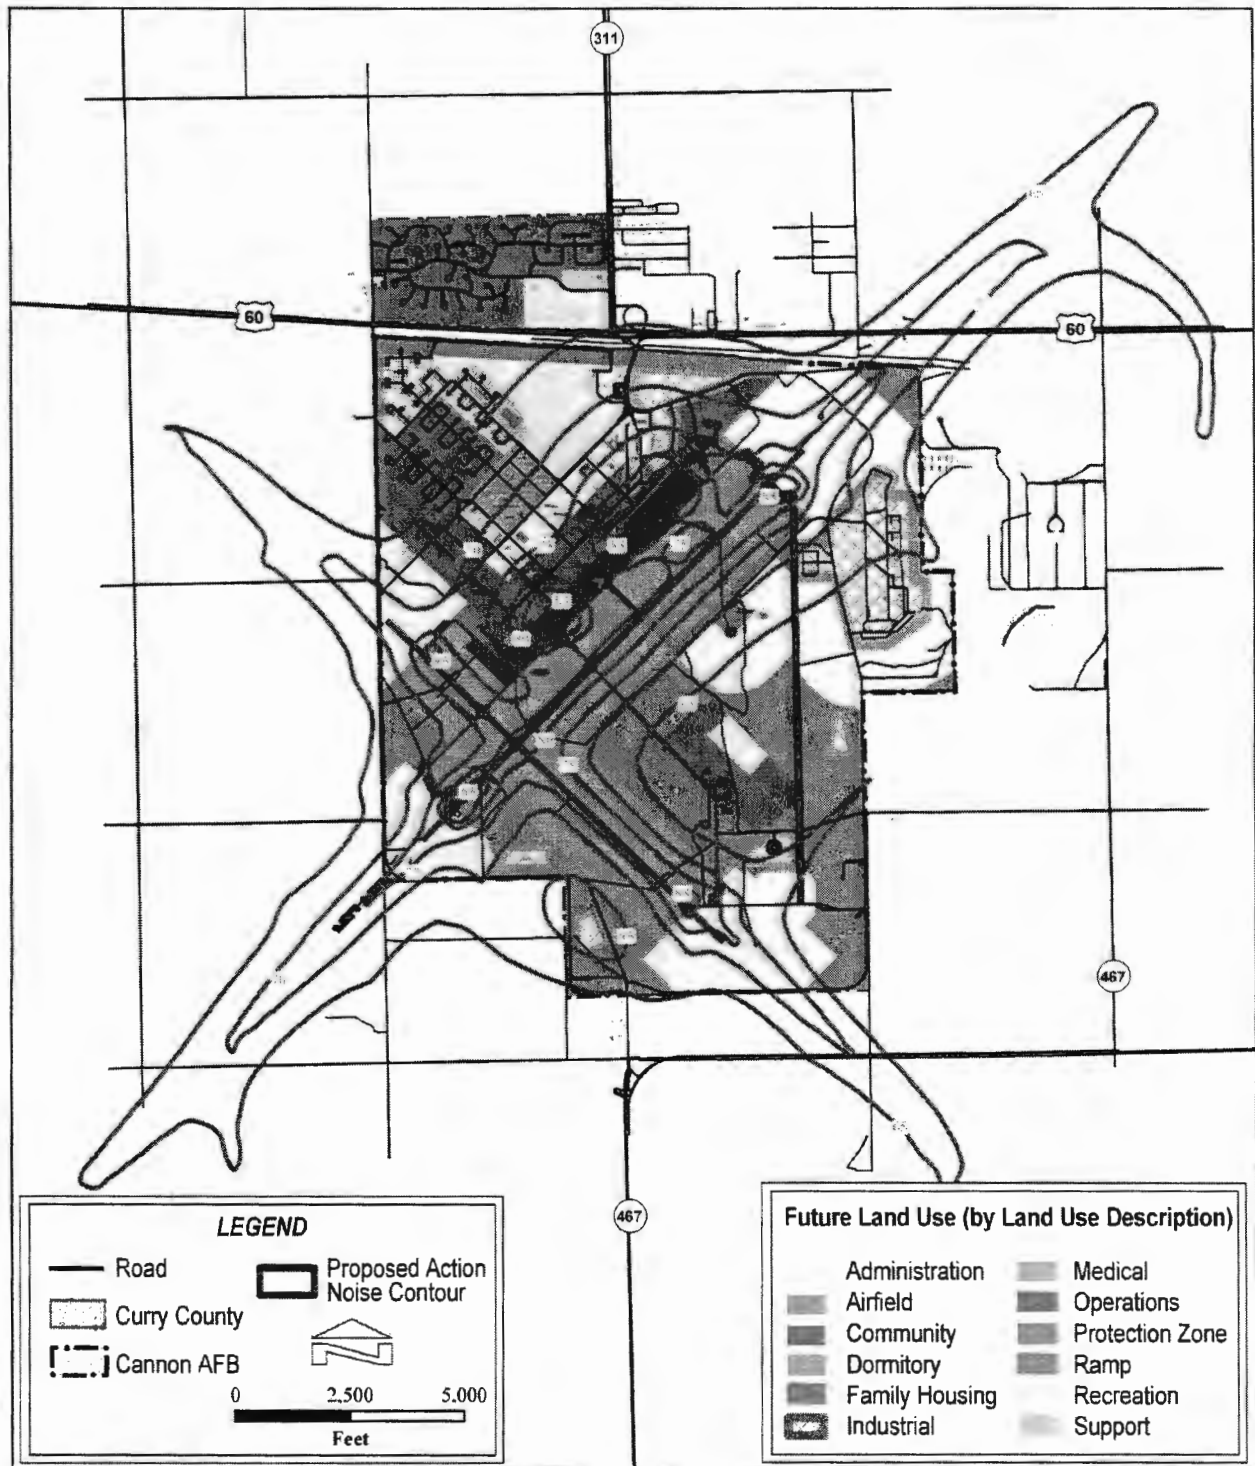 311
60
60
467
467
LEGEND
Road
Curry County
Cannon AFB
Proposed Action
Noise Contour
0 2,500 5,000
Feet
Future Land Use (by Land Use Description)
Administration
Airfield
Community
Dormitory
Family Housing
Industrial
Medical
Operations
Protection Zone
Ramp
Recreation
Support